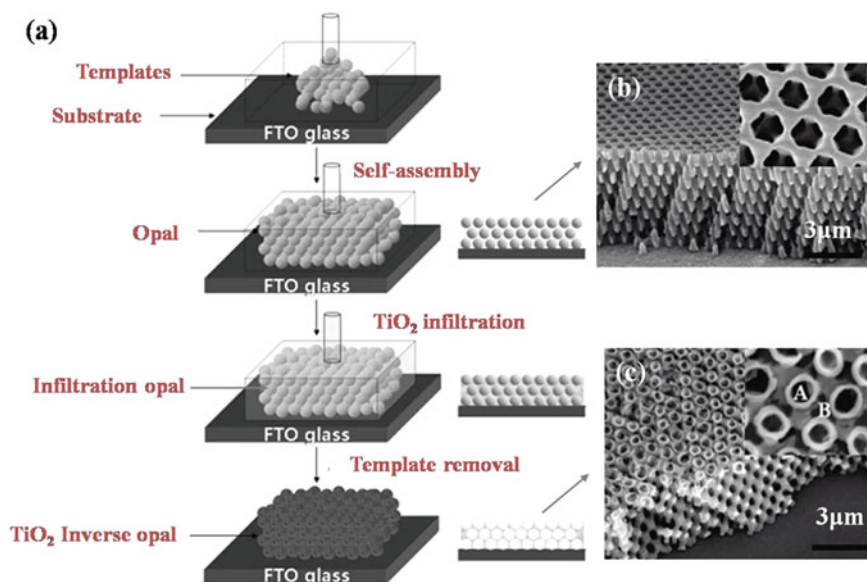 (a)
Templates
Substrate
FTO glass
Self-assembly
Opal
FTO glass
TiO₂ infiltration
Infiltration opal
FTO glass
Template removal
TiO₂ Inverse opal
FTO glass
(b)
3μm
(c)
A
B
3μm